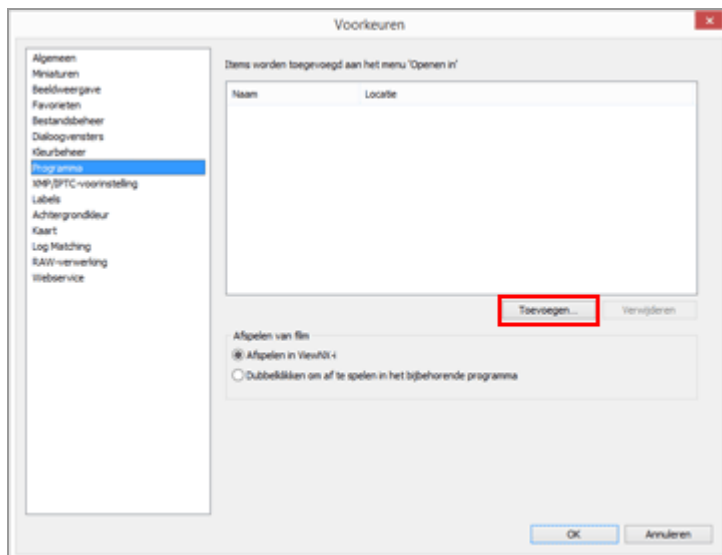 Voorkeuren
Algemeen
Miniaturen
Beeldweergave
Favorieten
Bestandsbeheer
Dialoogvensters
Kleurbeheer
Programma
XMP/IPTC-voorinstelling
Labels
Achtergrondkleur
Kaart
Log Matching
RAW-verwerking
Webservice
Items worden toegevoegd aan het menu 'Openen in'
Naam Locatie
Toevoegen... Verwijderen
Afspelen van film
Afspelen in ViewNX-i
Dubbelklikken om af te spelen in het bijbehorende programma
OK Annuleren